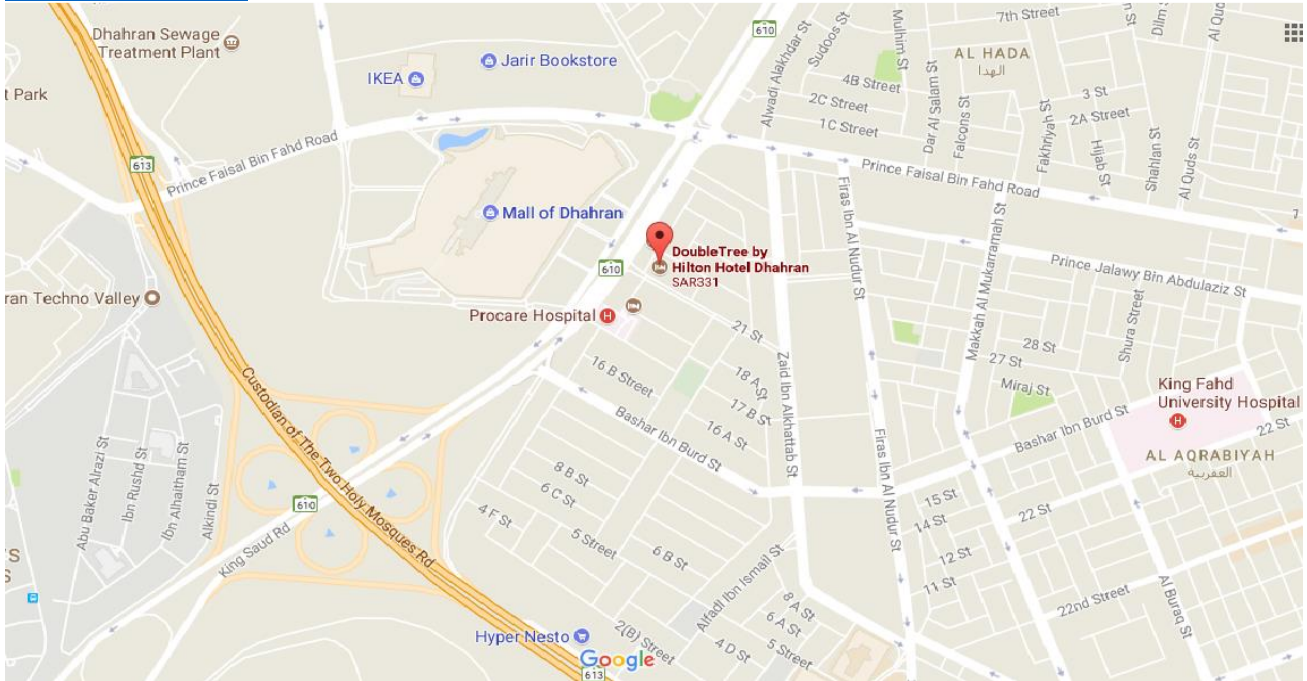 Dhahran Sewage
Treatment Plant
610
7th Street
Mulhim St
Sudoos St
Alwadi Alakhdar St
AL HADA
الهدا
Dilm
Al Quds St
IKEA
Jarir Bookstore
t Park
4B Street
2C Street
1C Street
Dar Al Salam St
Falcons St
Fakhriyah St
3 St
2A Street
Hijab St
Shahlan St
Al Quds St
613
Prince Faisal Bin Fahd Road
Prince Faisal Bin Fahd Road
Mall of Dhahran
DoubleTree by
Hilton Hotel Dhahran
SAR331
610
Firas Ibn Al Nudur St
Makkah Al Mukarramah St
Prince Jalawy Bin Abdulaziz St
ran Techno Valley
Procare Hospital
21 St
Zaid Ibn Alkhattab St
Shura Street
28 St
27 St
Miraj St
16 B Street
18 A St
17 B St
16 A St
King Fahd
University Hospital
22 St
Custodian of The Two Holy Mosques Rd
Bashar Ibn Burd St
Bashar Ibn Burd St
AL AQRABIYAH
العقربية
Abu Baker Alrazi St
Ibn Rushd St
Ibn Alhaitham St
Alkindi St
610
King Saud Rd
8 B St
6 C St
4 F St
5 Street
6 B St
Firas Ibn Al Nudur St
15 St
14 St
22 St
12 St
11 St
22nd Street
Al Buraq St
'S
S
Alfadl Ibn Ismail St
8 A St
6 A St
5 Street
4 D St
2(B) Street
Hyper Nesto
Google
613